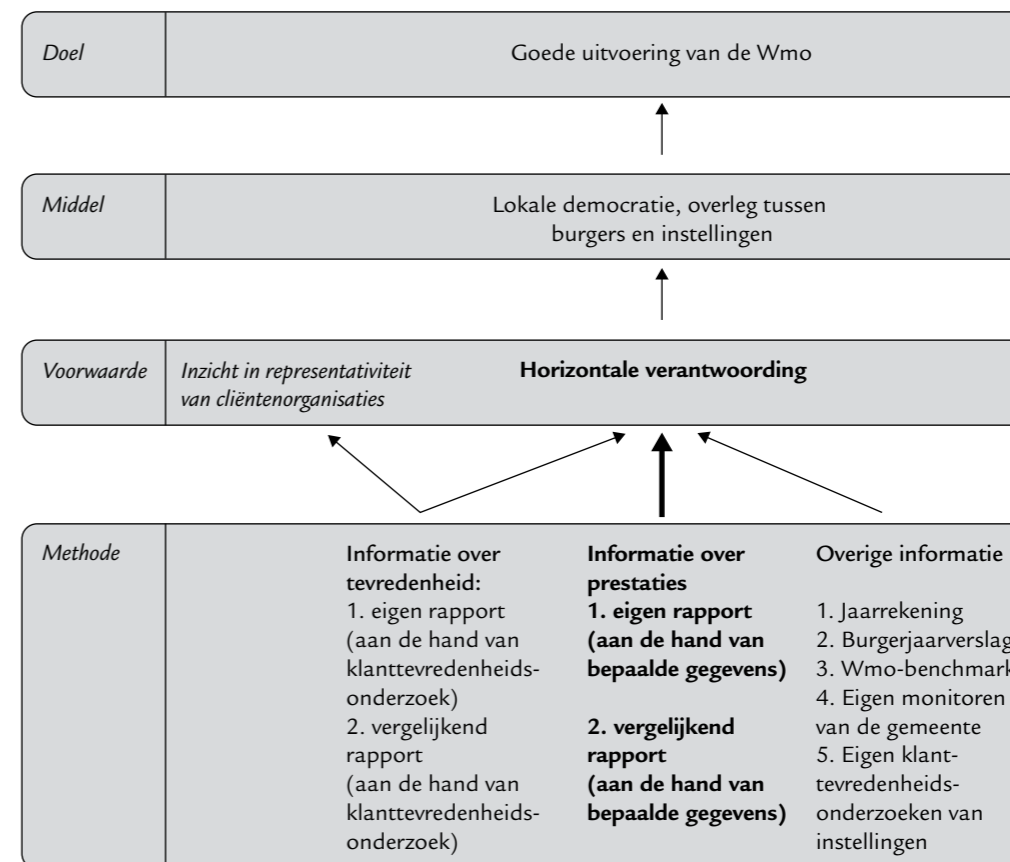 Doel
Goede uitvoering van de Wmo
Middel
Lokale democratie, overleg tussen
burgers en instellingen
Voorwaarde
Inzicht in representativiteit
van cliëntenorganisaties
Horizontale verantwoording
Methode
Informatie over
tevredenheid:
1. eigen rapport
(aan de hand van
klanttevredenheids-
onderzoek)
2. vergelijkend
rapport
(aan de hand van
klanttevredenheids-
onderzoek)
Informatie over
prestaties
1. eigen rapport
(aan de hand van
bepaalde gegevens)
2. vergelijkend
rapport
(aan de hand van
bepaalde gegevens)
Overige informatie
1. Jaarrekening
2. Burgerjaarverslag
3. Wmo-benchmark
4. Eigen monitoren
van de gemeente
5. Eigen klant-
tevredenheids-
onderzoeken van
instellingen